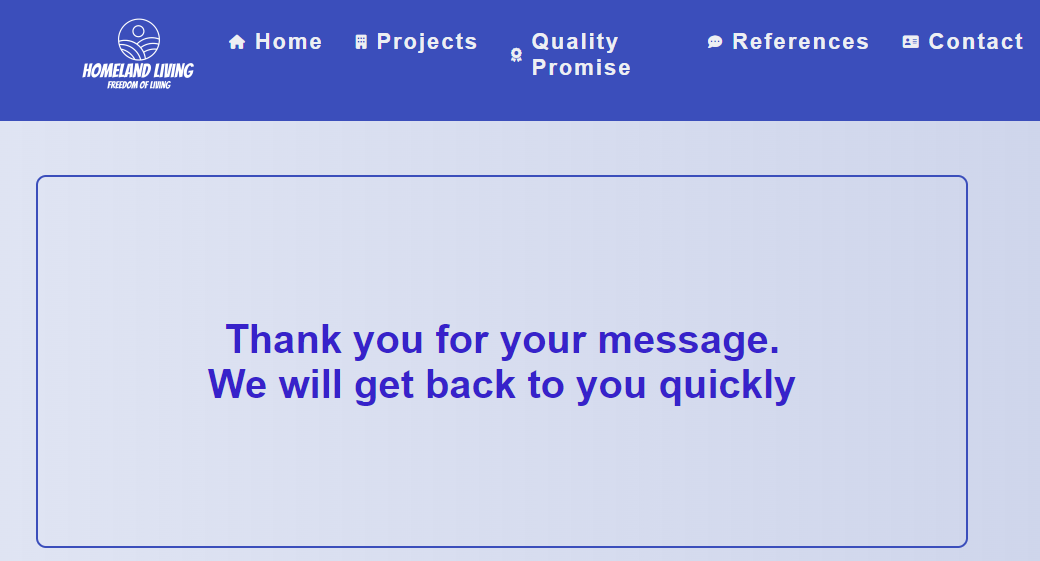 HOMELAND LIVING
FREEDOM OF LIVING
Home
Projects
Quality
Promise
References
Contact
Thank you for your message.
We will get back to you quickly